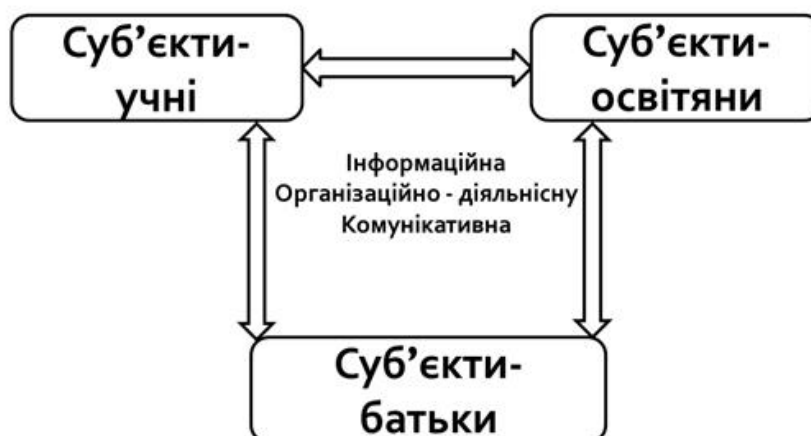 Суб’єкти-
учні
Суб’єкти-
освітяни
Інформаційна
Організаційно - діяльнісну
Комунікативна
Суб’єкти-
батьки